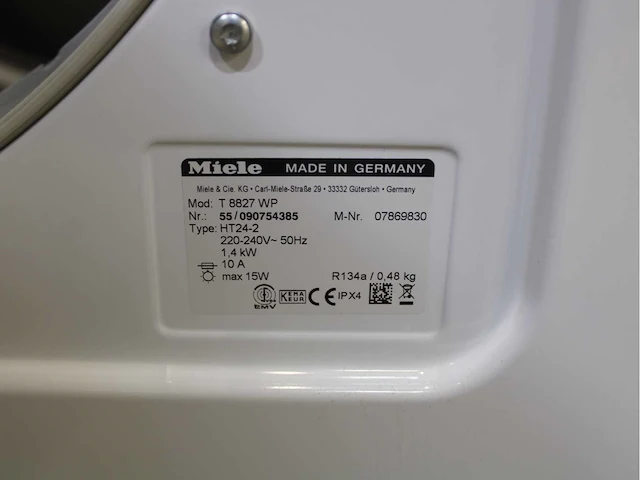 Miele MADE IN GERMANY
Miele & Cie. KG · Carl-Miele-Straße 29 · 33332 Gütersloh · Germany
Mod: T 8827 WP
Nr.: 55/090754385 M-Nr. 07869830
Type: HT24-2
220-240V~ 50Hz
1,4 kW
10 A
max 15W R134a / 0,48 kg
EMV KEMA KEUR CE IPX4